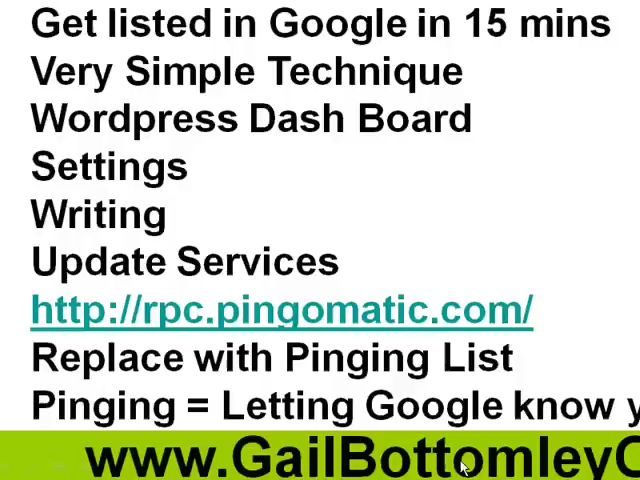 Get listed in Google in 15 mins
Very Simple Technique
Wordpress Dash Board
Settings
Writing
Update Services
http://rpc.pingomatic.com/
Replace with Pinging List
Pinging = Letting Google know y
www.GailBottomleyC